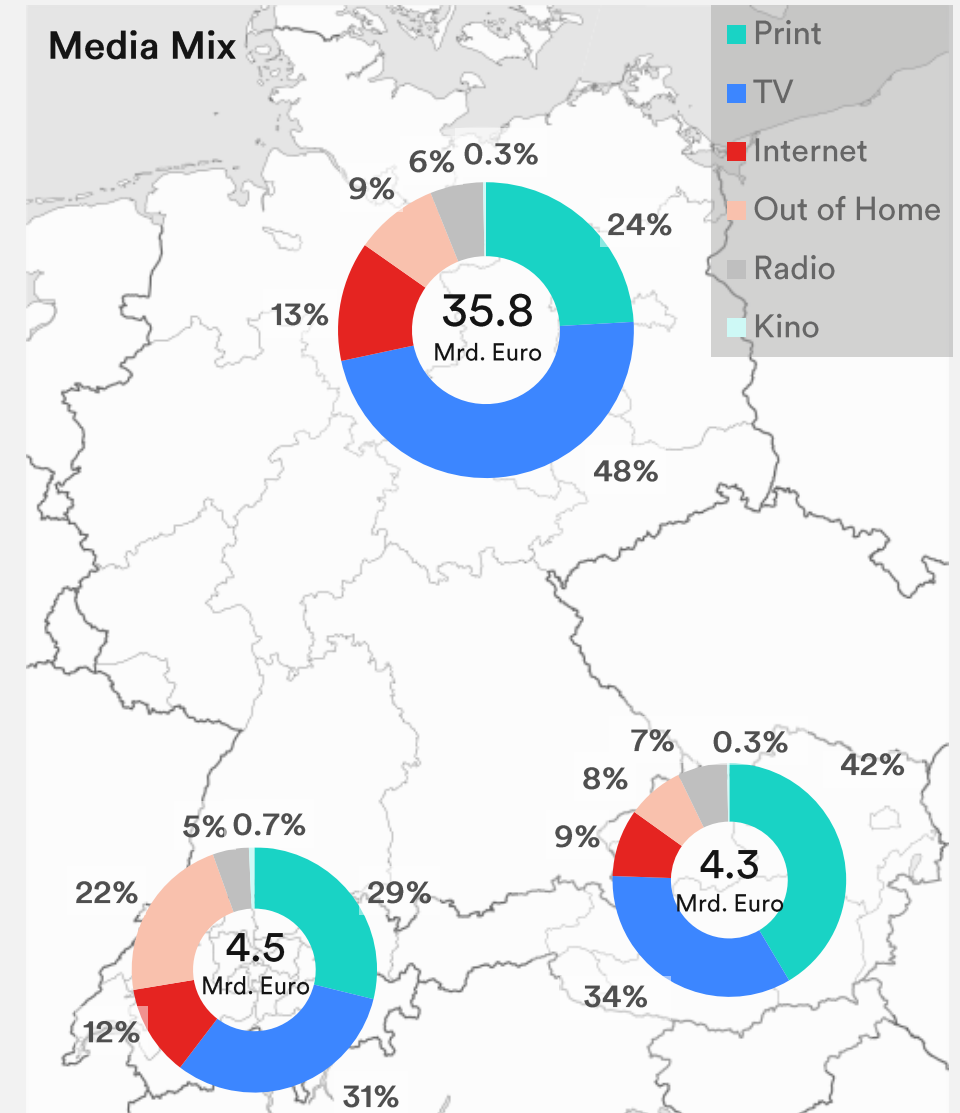 Media Mix
Print
TV
Internet
Out of Home
Radio
Kino
6% 0.3%
9%
24%
13%
35.8
Mrd. Euro
48%
7% 0.3%
42%
8%
9%
4.3
Mrd. Euro
34%
5% 0.7%
22%
29%
4.5
Mrd. Euro
12%
31%